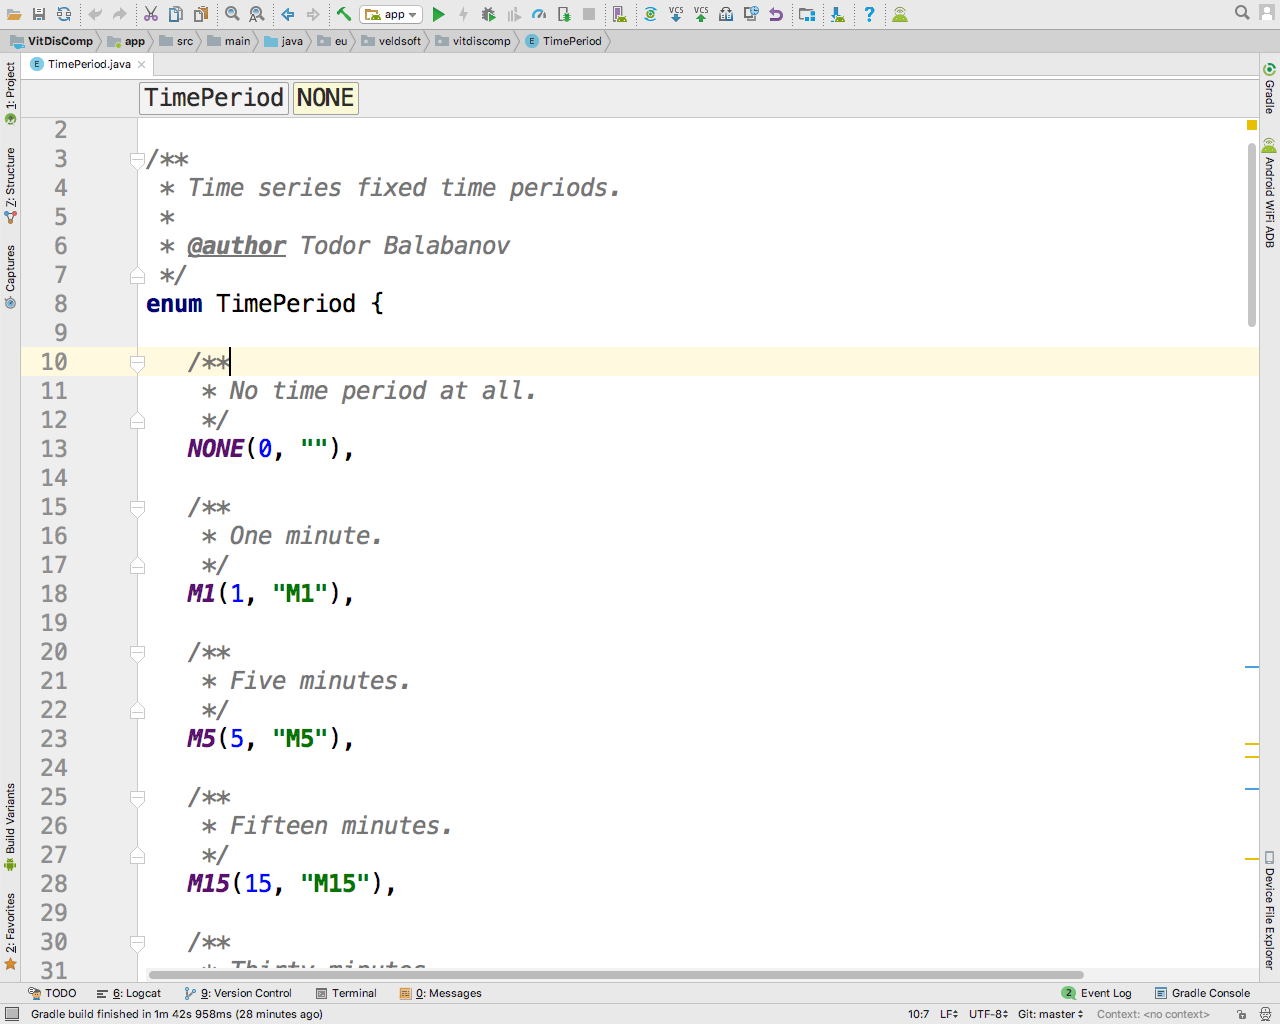 app
VCS VCS
?
VitDisComp app src main java eu veldsoft vitdiscomp TimePeriod
TimePeriod.java
TimePeriod NONE
2
3 /**
4 * Time series fixed time periods.
5 *
6 * @author Todor Balabanov
7 */
8 enum TimePeriod {
9
10 /**
11 * No time period at all.
12 */
13 NONE(0, ""),
14
15 /**
16 * One minute.
17 */
18 M1(1, "M1"),
19
20 /**
21 * Five minutes.
22 */
23 M5(5, "M5"),
24
25 /**
26 * Fifteen minutes.
27 */
28 M15(15, "M15"),
29
30 /**
31 * Thirty minutes
1: Project
7: Structure
Captures
Build Variants
2: Favorites
Gradle
Android WiFi ADB
Device File Explorer
TODO 6: Logcat 9: Version Control Terminal 0: Messages 2 Event Log Gradle Console
Gradle build finished in 1m 42s 958ms (28 minutes ago) 10:7 LF UTF-8 Git: master Context: <no context>